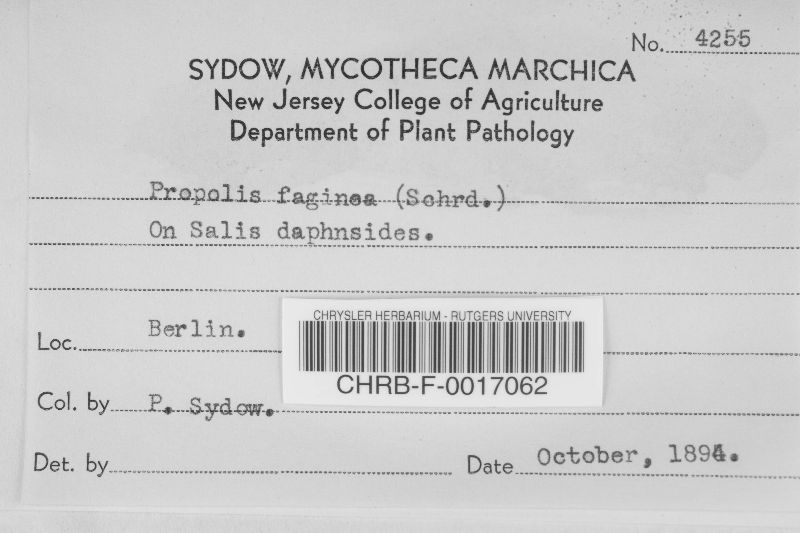 No. 4255
SYDOW, MYCOTHECA MARCHICA
New Jersey College of Agriculture
Department of Plant Pathology
Propolis faginea (Schrd.)
On Salis daphnsides.
Loc. Berlin.
CHRYSLER HERBARIUM - RUTGERS UNIVERSITY
CHRB-F-0017062
Col. by P. Sydow.
Det. by
Date October, 1894.